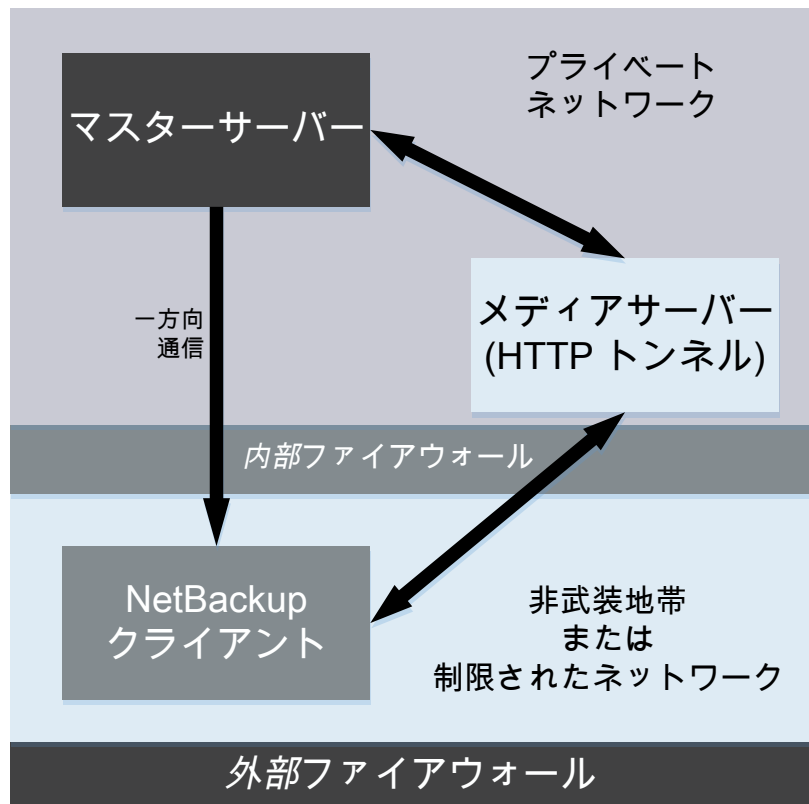 マスターサーバー
プライベート
ネットワーク
メディアサーバー
(HTTP トンネル)
一方向
通信
内部ファイアウォール
NetBackup
クライアント
非武装地帯
または
制限されたネットワーク
外部ファイアウォール